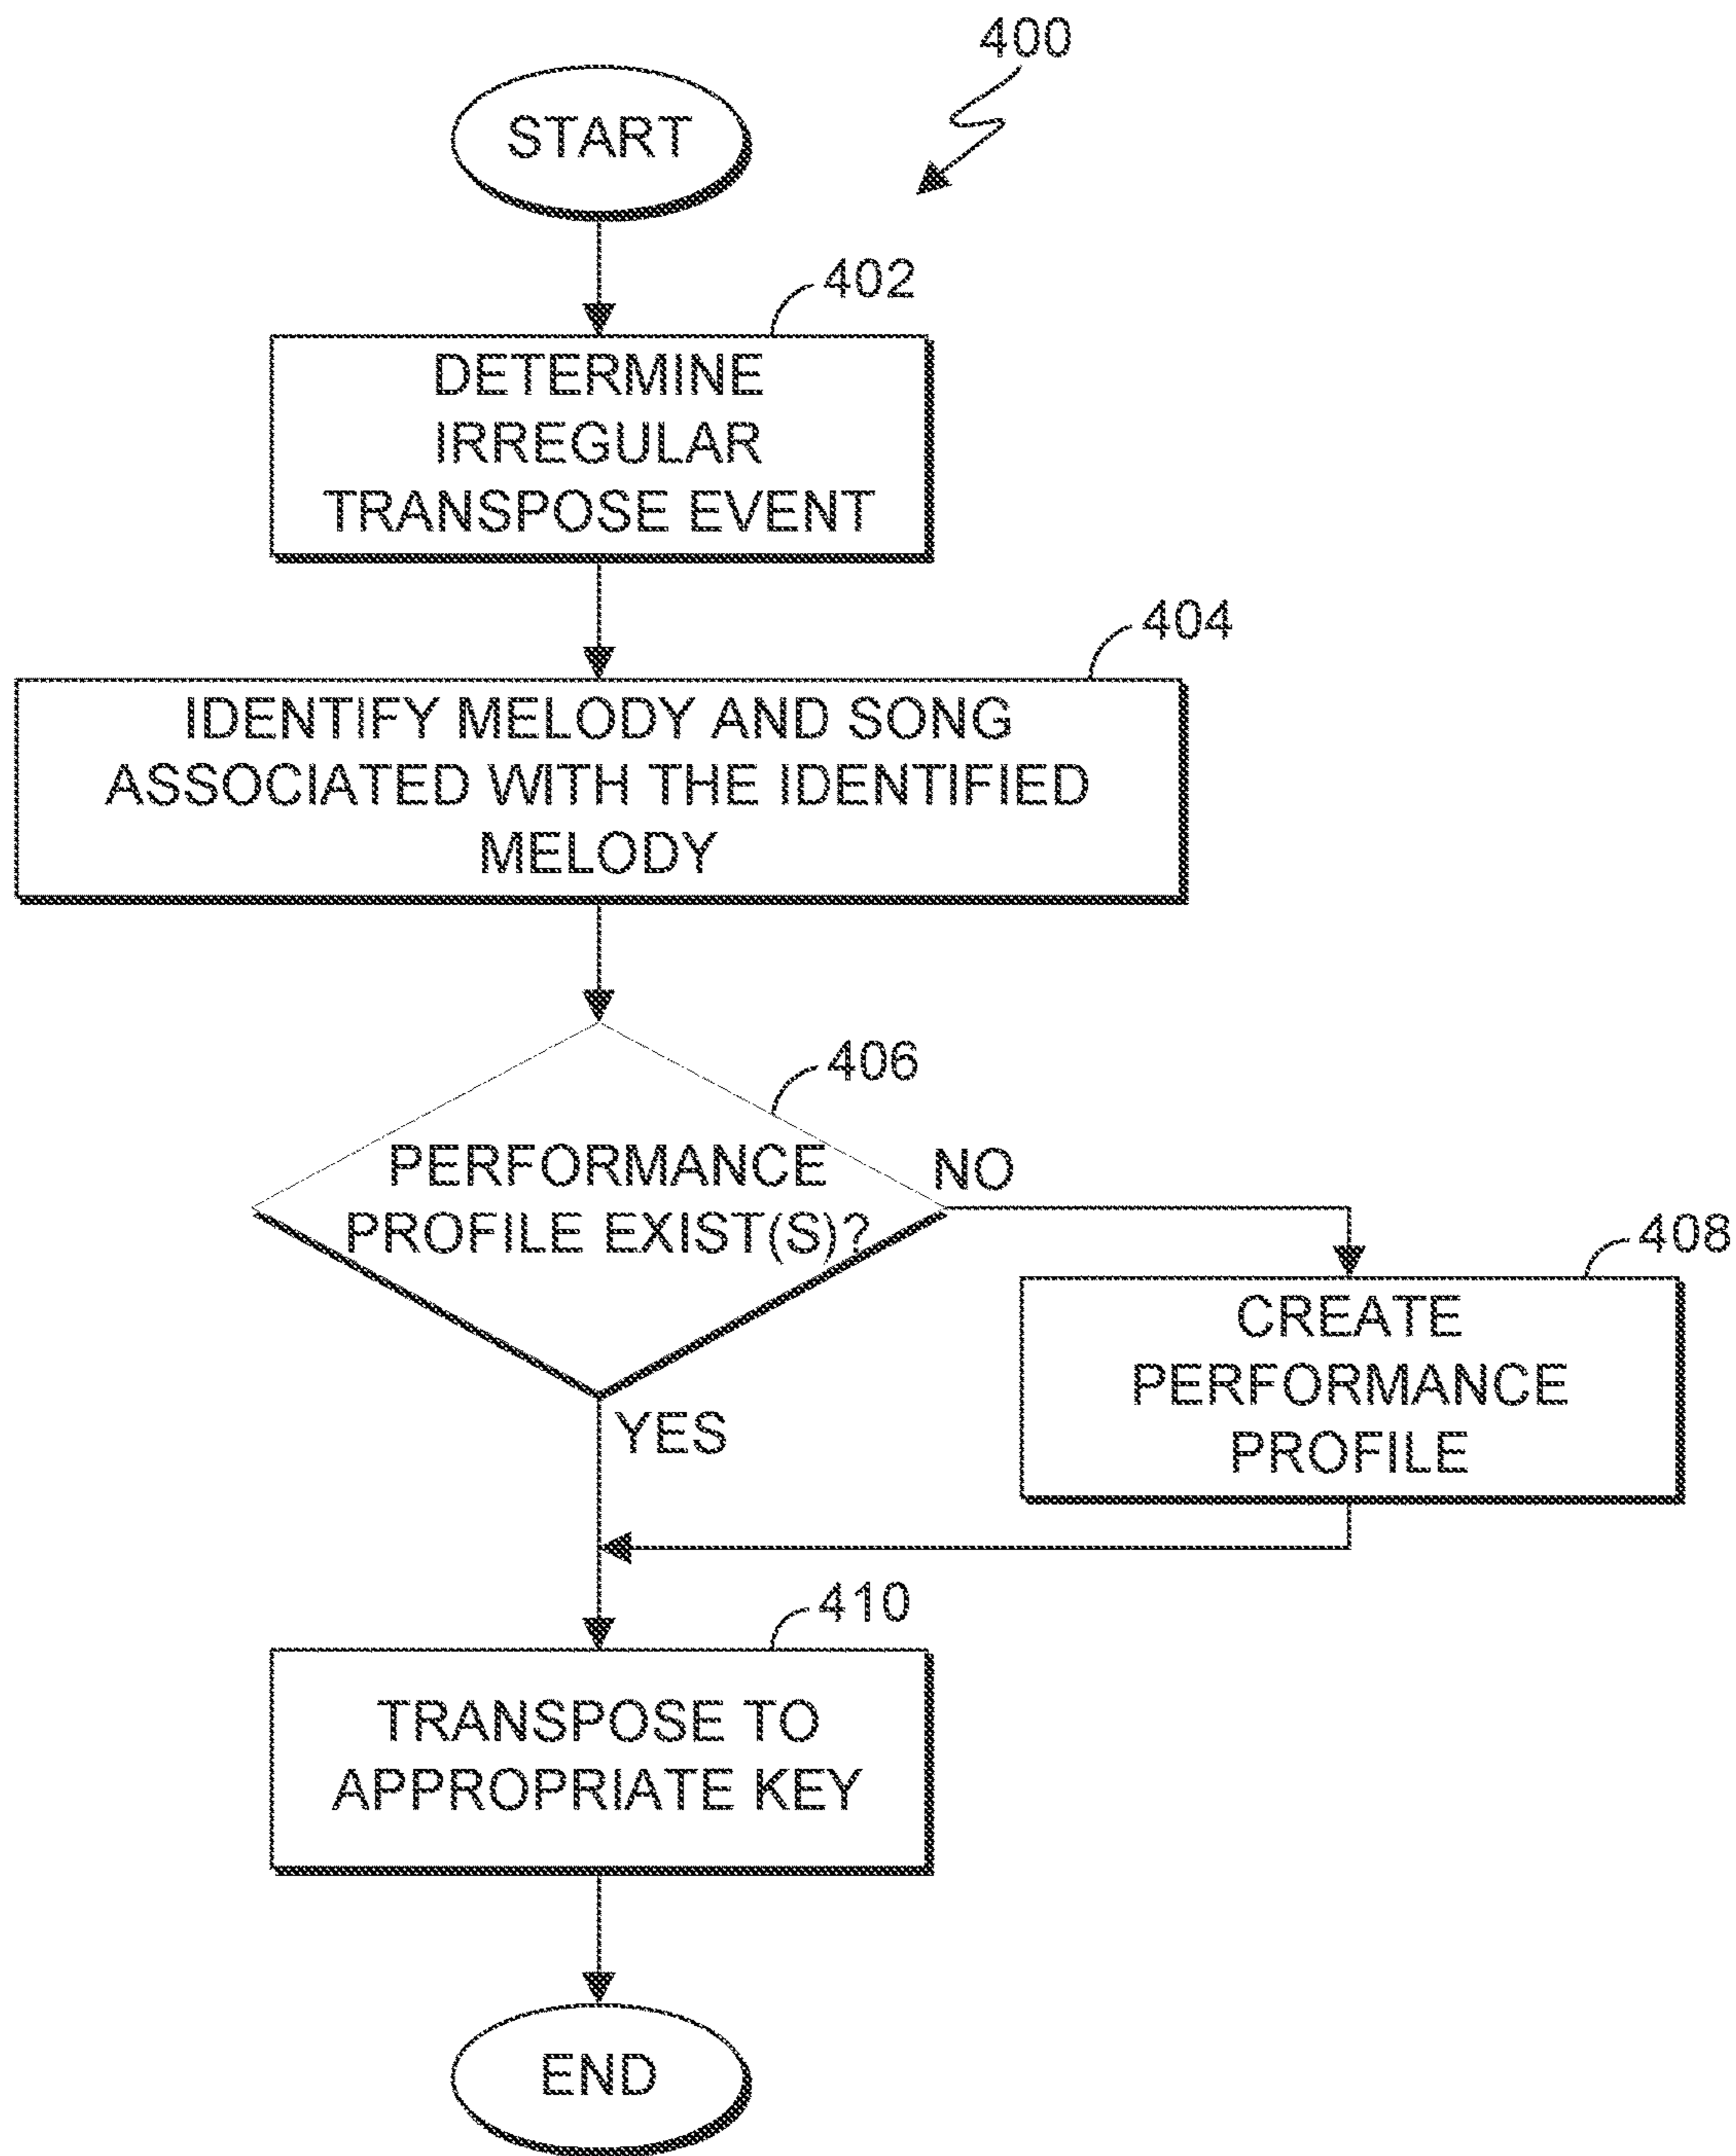 400
START
402
DETERMINE
IRREGULAR
TRANSPOSE EVENT
404
IDENTIFY MELODY AND SONG
ASSOCIATED WITH THE IDENTIFIED
MELODY
406
PERFORMANCE
PROFILE EXIST(S)?
NO
408
CREATE
PERFORMANCE
PROFILE
YES
410
TRANSPOSE TO
APPROPRIATE KEY
END